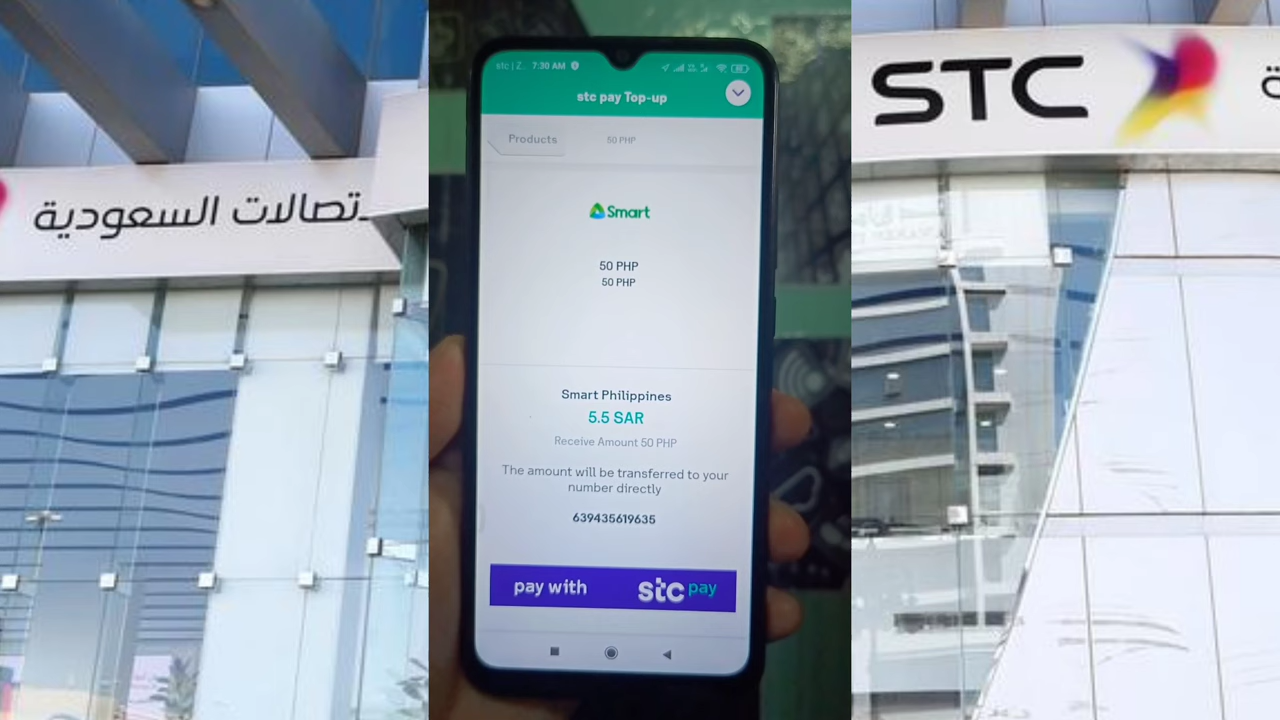 تصالات السعودية
stc | Z... 7:30 AM
stc pay Top-up
Products
50 PHP
Smart
50 PHP
50 PHP
Smart Philippines
5.5 SAR
Receive Amount 50 PHP
The amount will be transferred to your
number directly
639435619635
pay with stc pay
STC